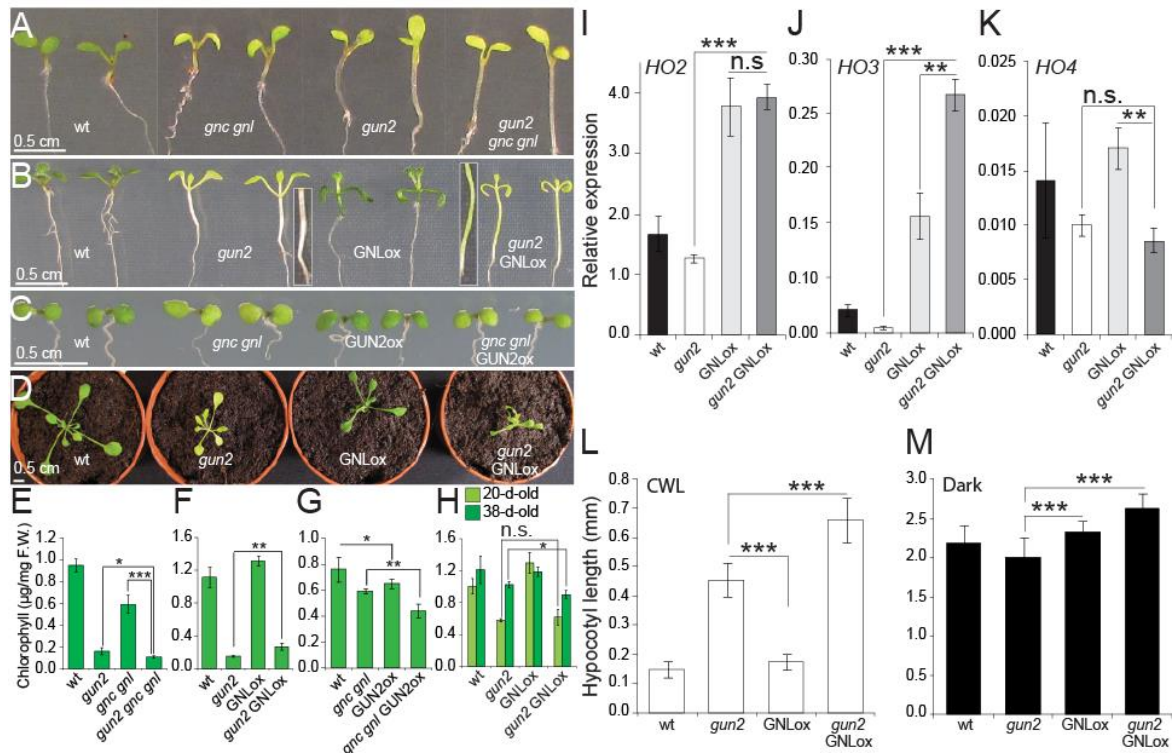 A
wt
gnc gnl
gun2
gun2
gnc gnl
0.5 cm
B
wt
gun2
GNLox
gun2
GNLox
0.5 cm
C
wt
gnc gnl
GUN2ox
gnc gnl
GUN2ox
0.5 cm
D
wt
gun2
GNLox
gun2
GNLox
0.5 cm
E
Chlorophyll (µg/mg F.W.)
1.2
1.0
0.8
0.6
0.4
0.2
0.0
*
***
wt
gun2
gnc gnl
gun2 gnc gnl
F
1.6
1.2
0.8
0.4
0.0
**
wt
gun2
GNLox
gun2 GNLox
G
1.0
0.8
0.6
0.4
0.2
0.0
*
**
wt
gnc gnl
GUN2ox
gnc gnl GUN2ox
H
20-d-old
38-d-old
1.6
1.2
0.8
0.4
0.0
n.s.
*
wt
gun2
GNLox
gun2 GNLox
I
HO2
Relative expression
4.0
3.0
2.0
1.0
0.0
***
n.s
wt
gun2
GNLox
gun2 GNLox
J
HO3
0.30
0.25
0.20
0.15
0.10
0.00
***
**
wt
gun2
GNLox
gun2 GNLox
K
HO4
0.020
0.015
0.010
0.005
0.000
n.s.
**
wt
gun2
GNLox
gun2 GNLox
L
CWL
Hypocotyl length (mm)
0.8
0.7
0.6
0.5
0.4
0.3
0.2
0.1
0.0
***
***
wt
gun2
GNLox
gun2
GNLox
M
Dark
3.0
2.5
2.0
1.5
1.0
0.5
0.0
***
***
wt
gun2
GNLox
gun2
GNLox